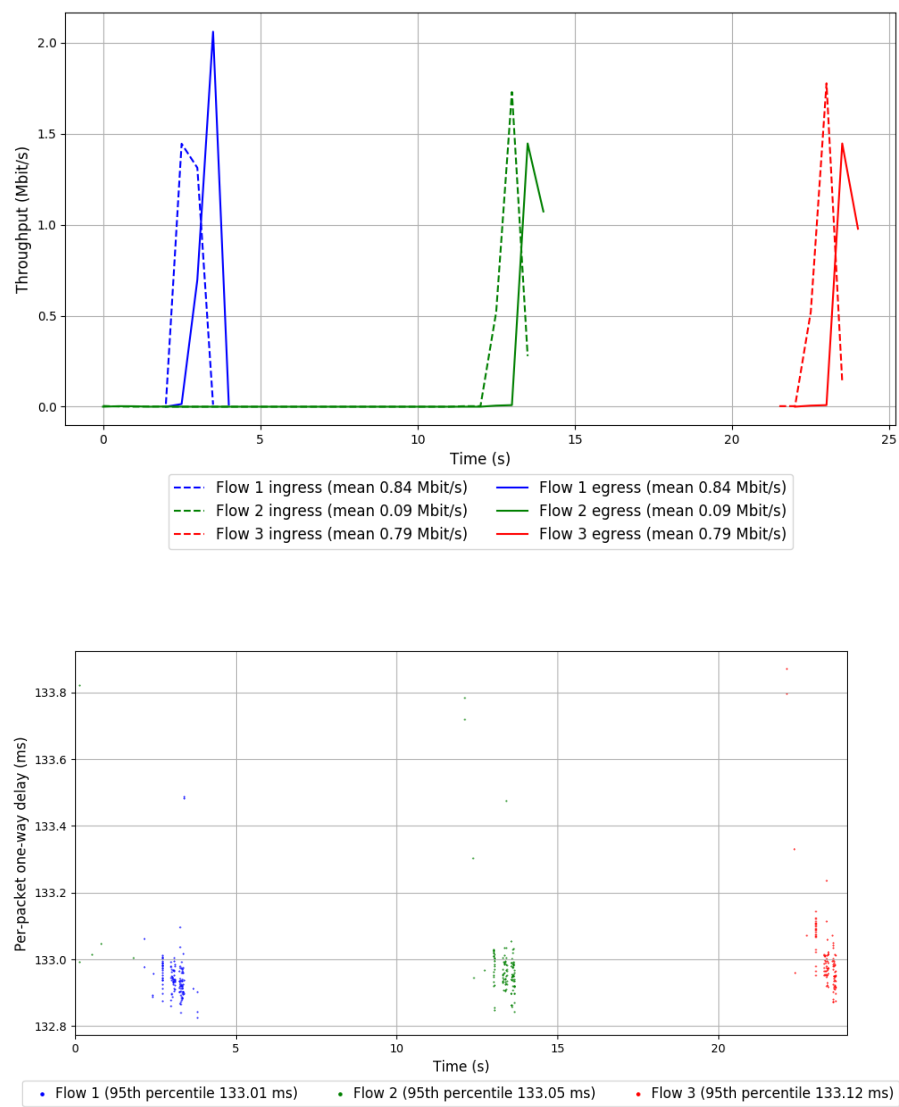 2.0
1.5
1.0
0.5
0.0
Throughput (Mbit/s)
0 5 10 15 20 25
Time (s)
Flow 1 ingress (mean 0.84 Mbit/s) Flow 1 egress (mean 0.84 Mbit/s)
Flow 2 ingress (mean 0.09 Mbit/s) Flow 2 egress (mean 0.09 Mbit/s)
Flow 3 ingress (mean 0.79 Mbit/s) Flow 3 egress (mean 0.79 Mbit/s)
133.8
133.6
133.4
133.2
133.0
132.8
Per-packet one-way delay (ms)
0 5 10 15 20
Time (s)
Flow 1 (95th percentile 133.01 ms) Flow 2 (95th percentile 133.05 ms) Flow 3 (95th percentile 133.12 ms)